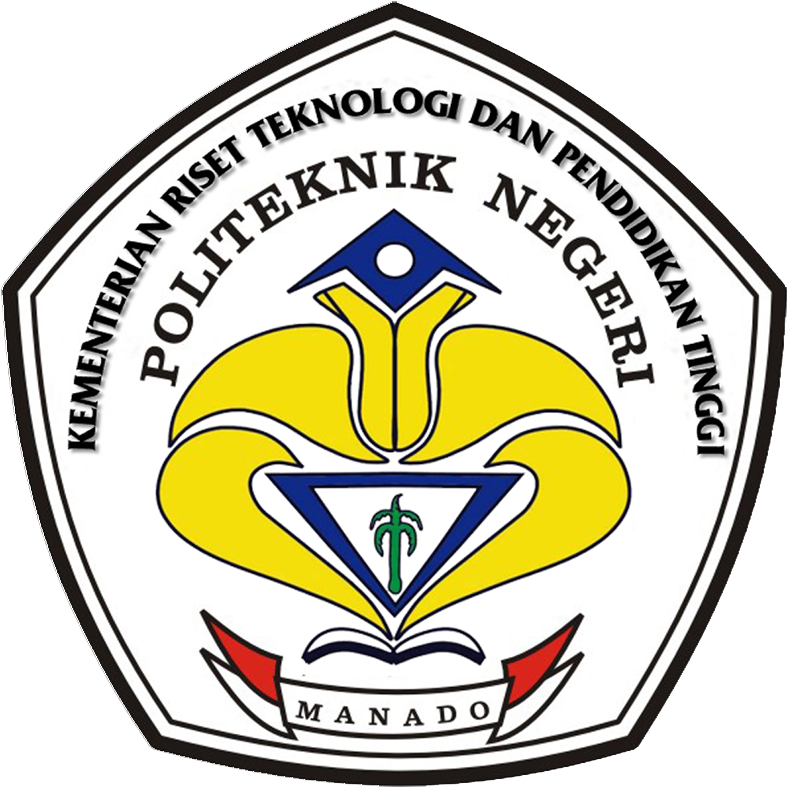 KEMENTERIAN RISET TEKNOLOGI DAN PENDIDIKAN TINGGI
POLITEKNIK NEGERI
MANADO